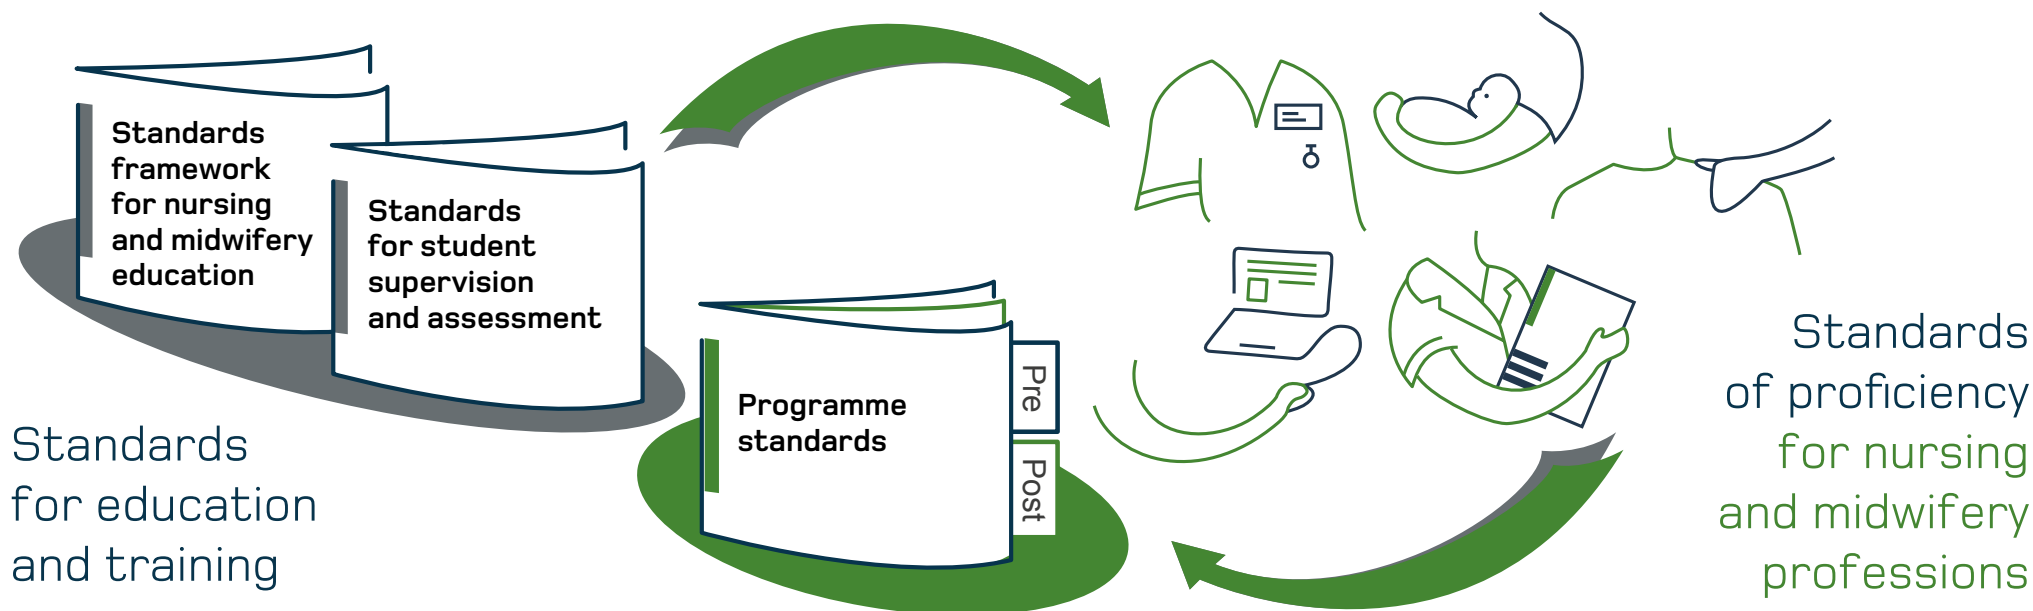 Standards
framework
for nursing
and midwifery
education
Standards
for student
supervision
and assessment
Programme
standards
Pre
Post
Standards
for education
and training
Standards
of proficiency
for nursing
and midwifery
professions